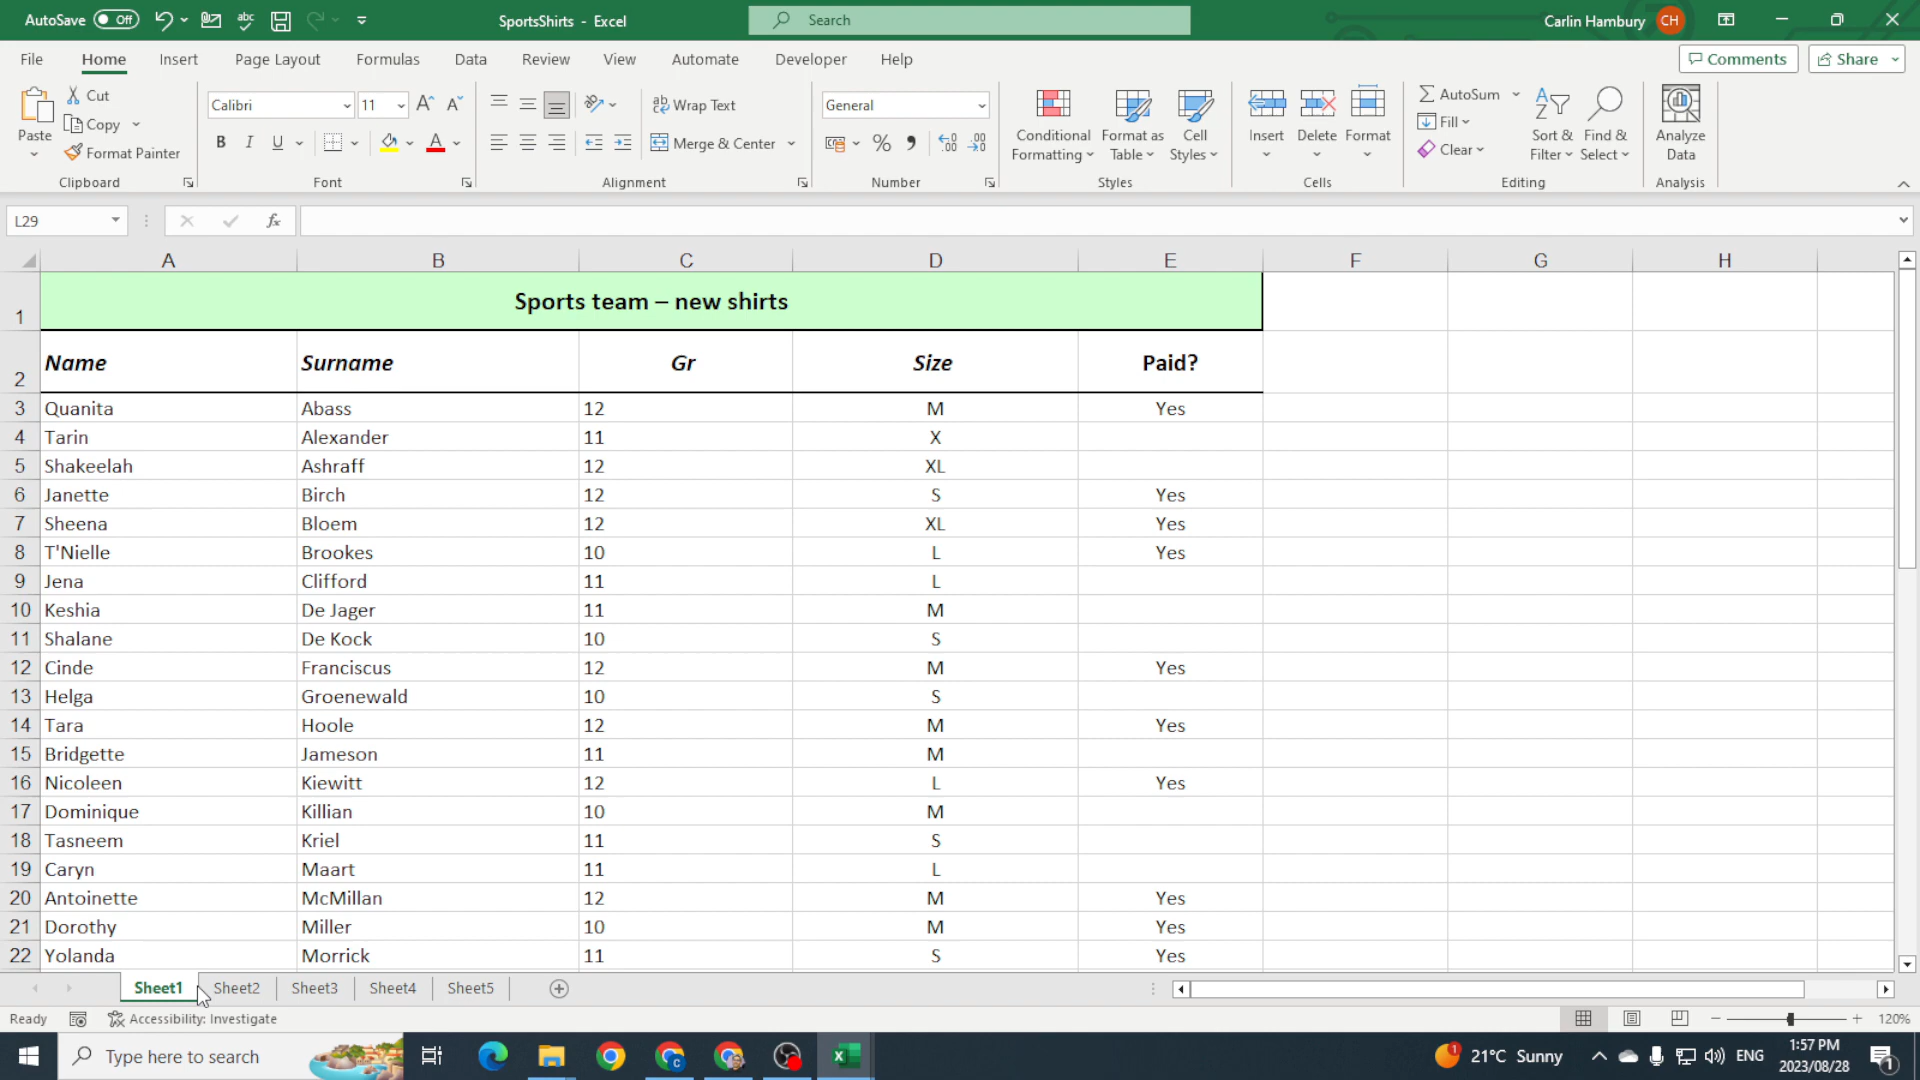 AutoSave Off SportsShirts - Excel Search Carlin Hambury CH
File Home Insert Page Layout Formulas Data Review View Automate Developer Help Comments Share
Paste Cut Copy Format Painter Clipboard
Calibri 11 B I U Font
Wrap Text Merge & Center Alignment
General % Number
Conditional Formatting Format as Table Cell Styles Styles
Insert Delete Format Cells
AutoSum Fill Clear Sort & Filter Find & Select Editing
Analyze Data Analysis
L29 fx
A B C D E F G H
1 Sports team – new shirts
2 Name Surname Gr Size Paid?
3 Quanita Abass 12 M Yes
4 Tarin Alexander 11 X
5 Shakeelah Ashraff 12 XL
6 Janette Birch 12 S Yes
7 Sheena Bloem 12 XL Yes
8 T'Nielle Brookes 10 L Yes
9 Jena Clifford 11 L
10 Keshia De Jager 11 M
11 Shalane De Kock 10 S
12 Cinde Franciscus 12 M Yes
13 Helga Groenewald 10 S
14 Tara Hoole 12 M Yes
15 Bridgette Jameson 11 M
16 Nicoleen Kiewitt 12 L Yes
17 Dominique Killian 10 M
18 Tasneem Kriel 11 S
19 Caryn Maart 11 L
20 Antoinette McMillan 12 M Yes
21 Dorothy Miller 10 M Yes
22 Yolanda Morrick 11 S Yes
Sheet1 Sheet2 Sheet3 Sheet4 Sheet5
Ready Accessibility: Investigate 120%
Type here to search 21°C Sunny ENG 1:57 PM
2023/08/28